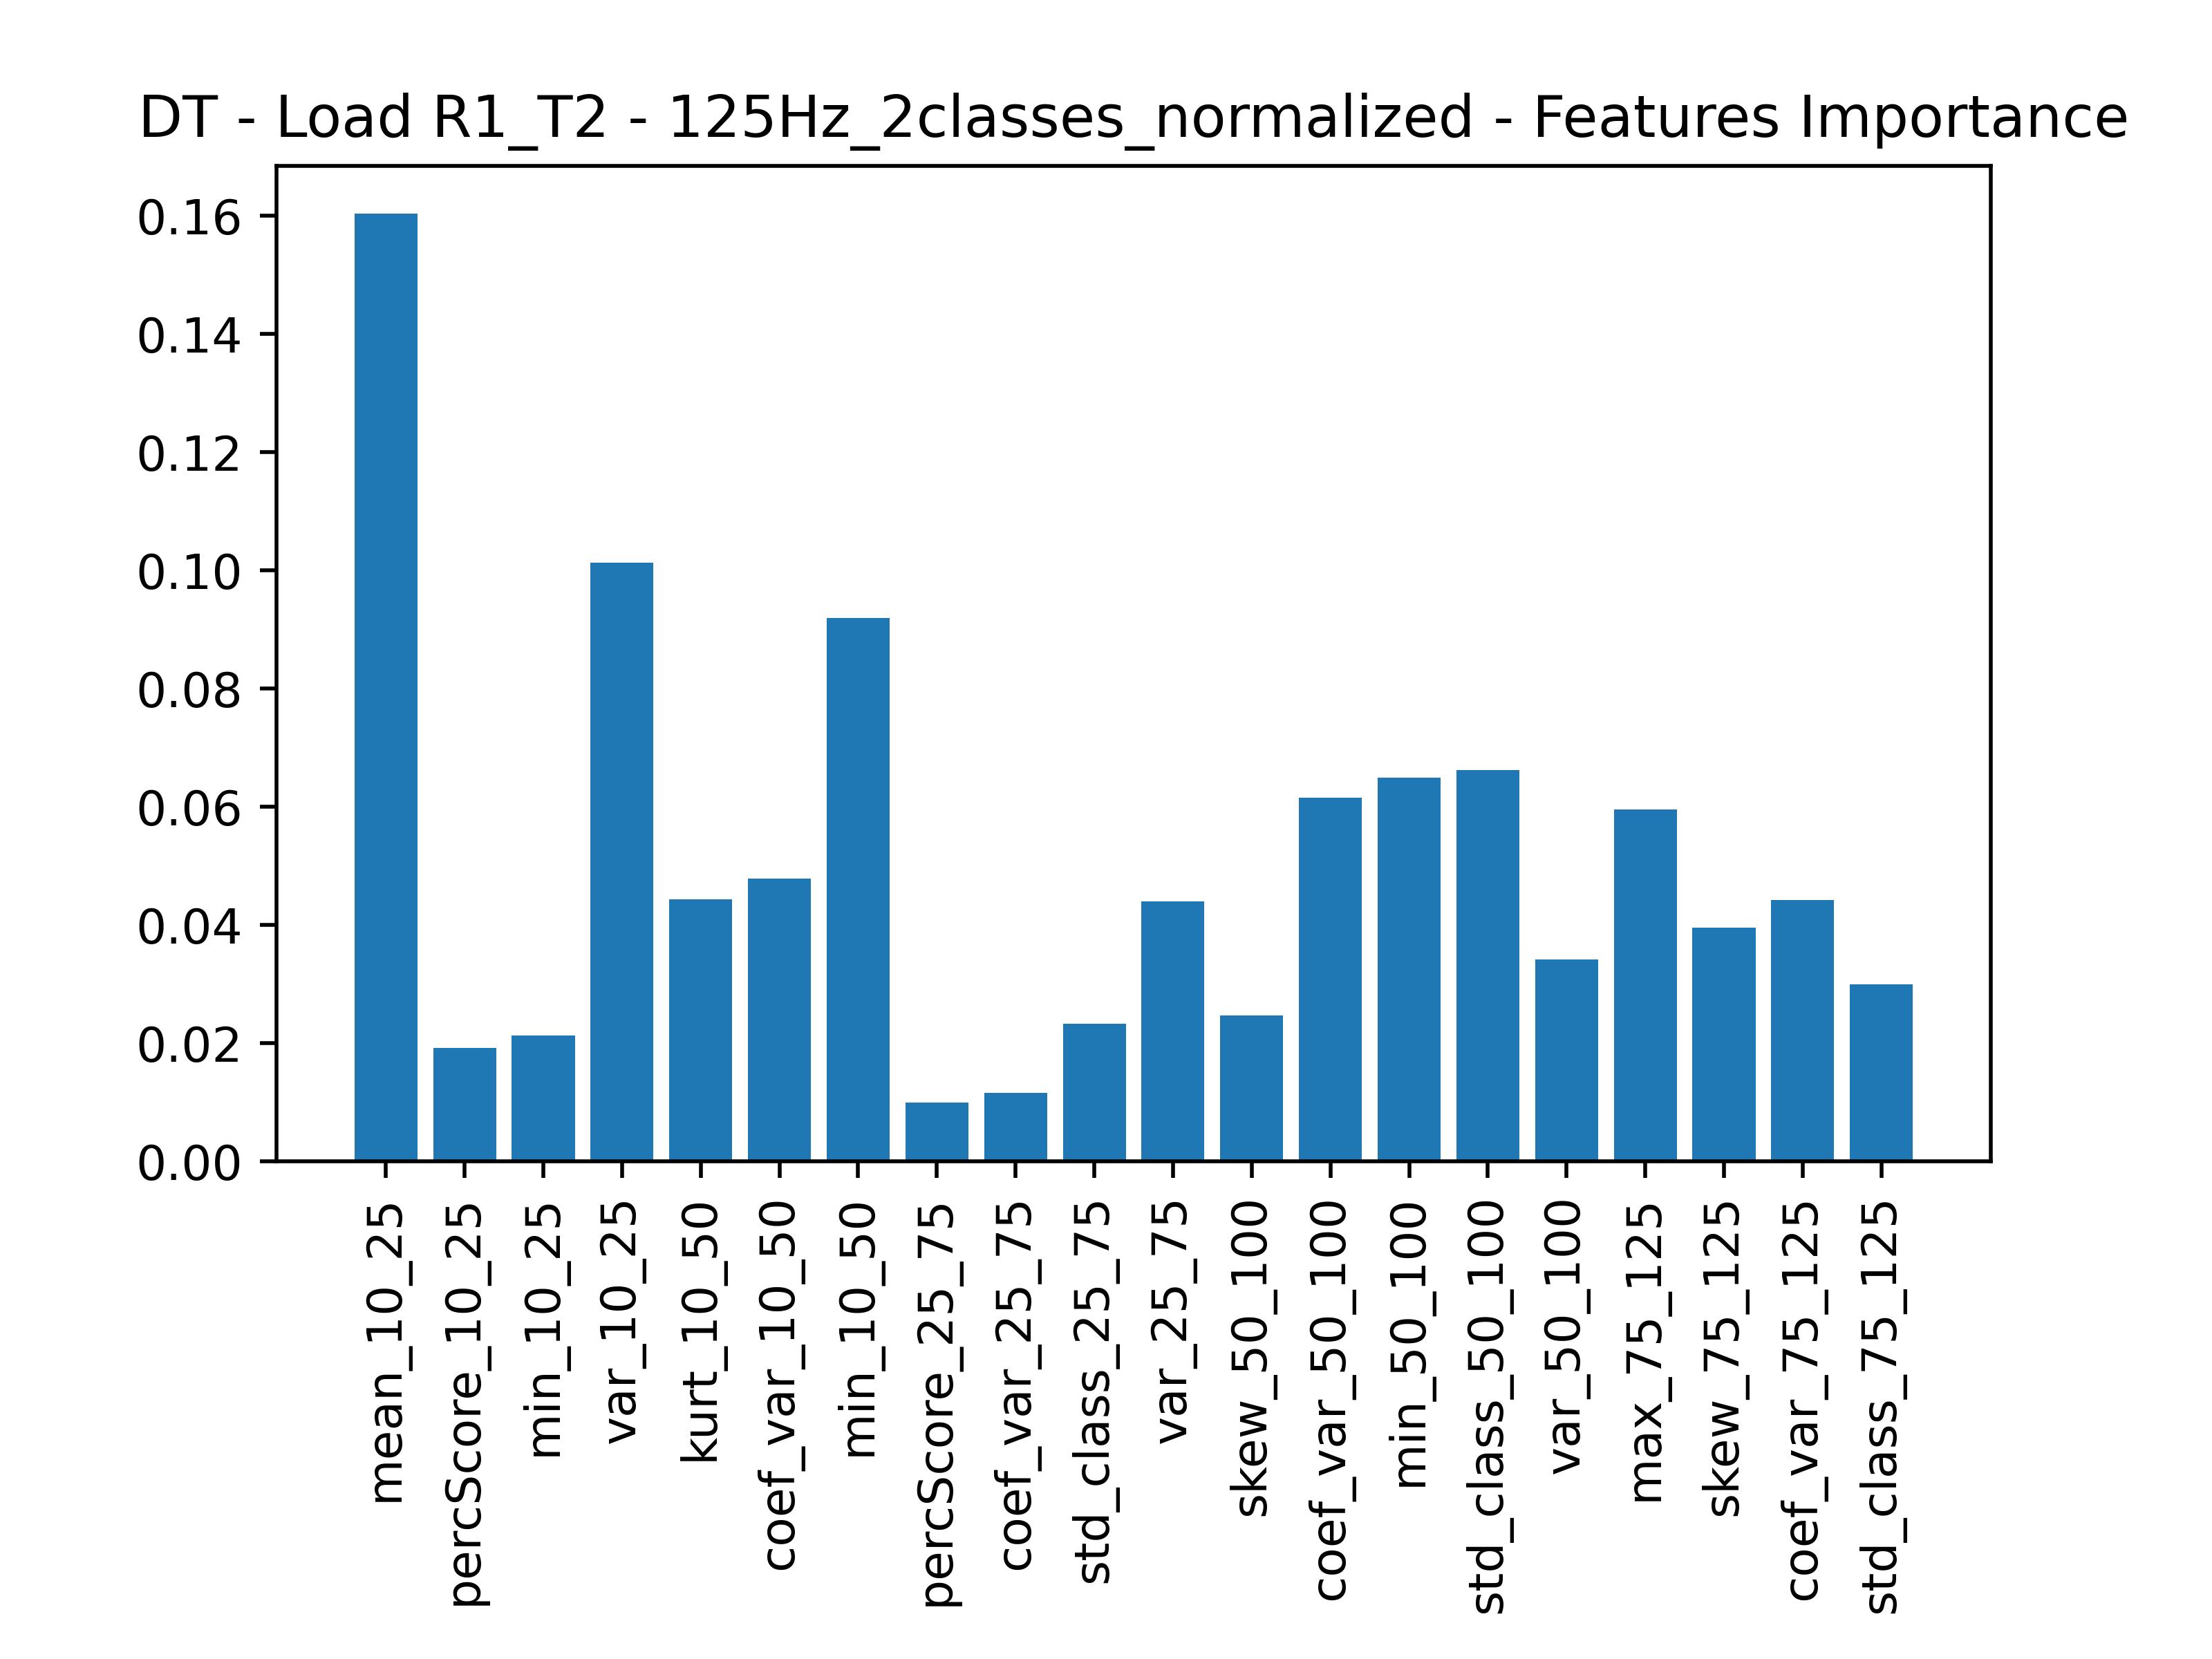 DT - Load R1_T2 - 125Hz_2classes_normalized - Features Importance
0.16
0.14
0.12
0.10
0.08
0.06
0.04
0.02
0.00
mean_10_25
percScore_10_25
min_10_25
var_10_25
kurt_10_50
coef_var_10_50
min_10_50
percScore_25_75
coef_var_25_75
std_class_25_75
var_25_75
skew_50_100
coef_var_50_100
min_50_100
std_class_50_100
var_50_100
max_75_125
skew_75_125
coef_var_75_125
std_class_75_125